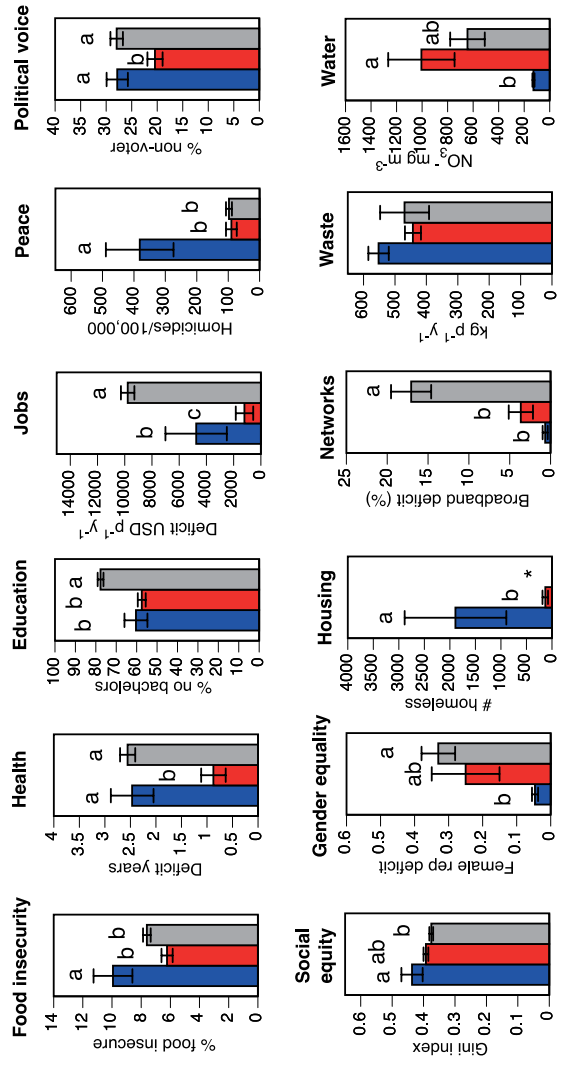 Food insecurity
% food insecure
14
12
10
8
6
4
2
0
a
b
b
Health
Deficit years
4
3.5
3
2.5
2
1.5
1
0.5
0
a
b
a
Education
% no bachelors
100
90
80
70
60
50
40
30
20
10
0
b
b
a
Jobs
Deficit USD p⁻¹ y⁻¹
14000
12000
10000
8000
6000
4000
2000
0
b
c
a
Peace
Homicides/100,000
600
500
400
300
200
100
0
a
b
b
Political voice
% non-voter
40
35
30
25
20
15
10
5
0
a
b
a
Social
equity
Gini index
0.6
0.5
0.4
0.3
0.2
0.1
0
a
ab
b
Gender equality
Female rep deficit
0.6
0.5
0.4
0.3
0.2
0.1
0
b
ab
a
Housing
# homeless
4000
3500
3000
2500
2000
1500
1000
500
0
a
b
*
Networks
Broadband deficit (%)
25
20
15
10
5
0
b
b
a
Waste
kg p⁻¹ y⁻¹
600
400
200
0
Water
NO₃⁻ mg m⁻³
1600
1400
1200
1000
800
600
400
200
0
b
a
ab